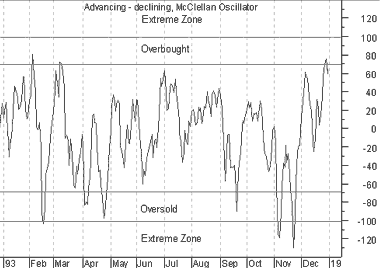 Advancing - declining, McClellan Oscillator
Extreme Zone
120
100
Overbought
80
60
40
20
0
-20
-40
-60
-80
Oversold
-100
Extreme Zone
-120
93 Feb Mar Apr May Jun Jul Aug Sep Oct Nov Dec 19